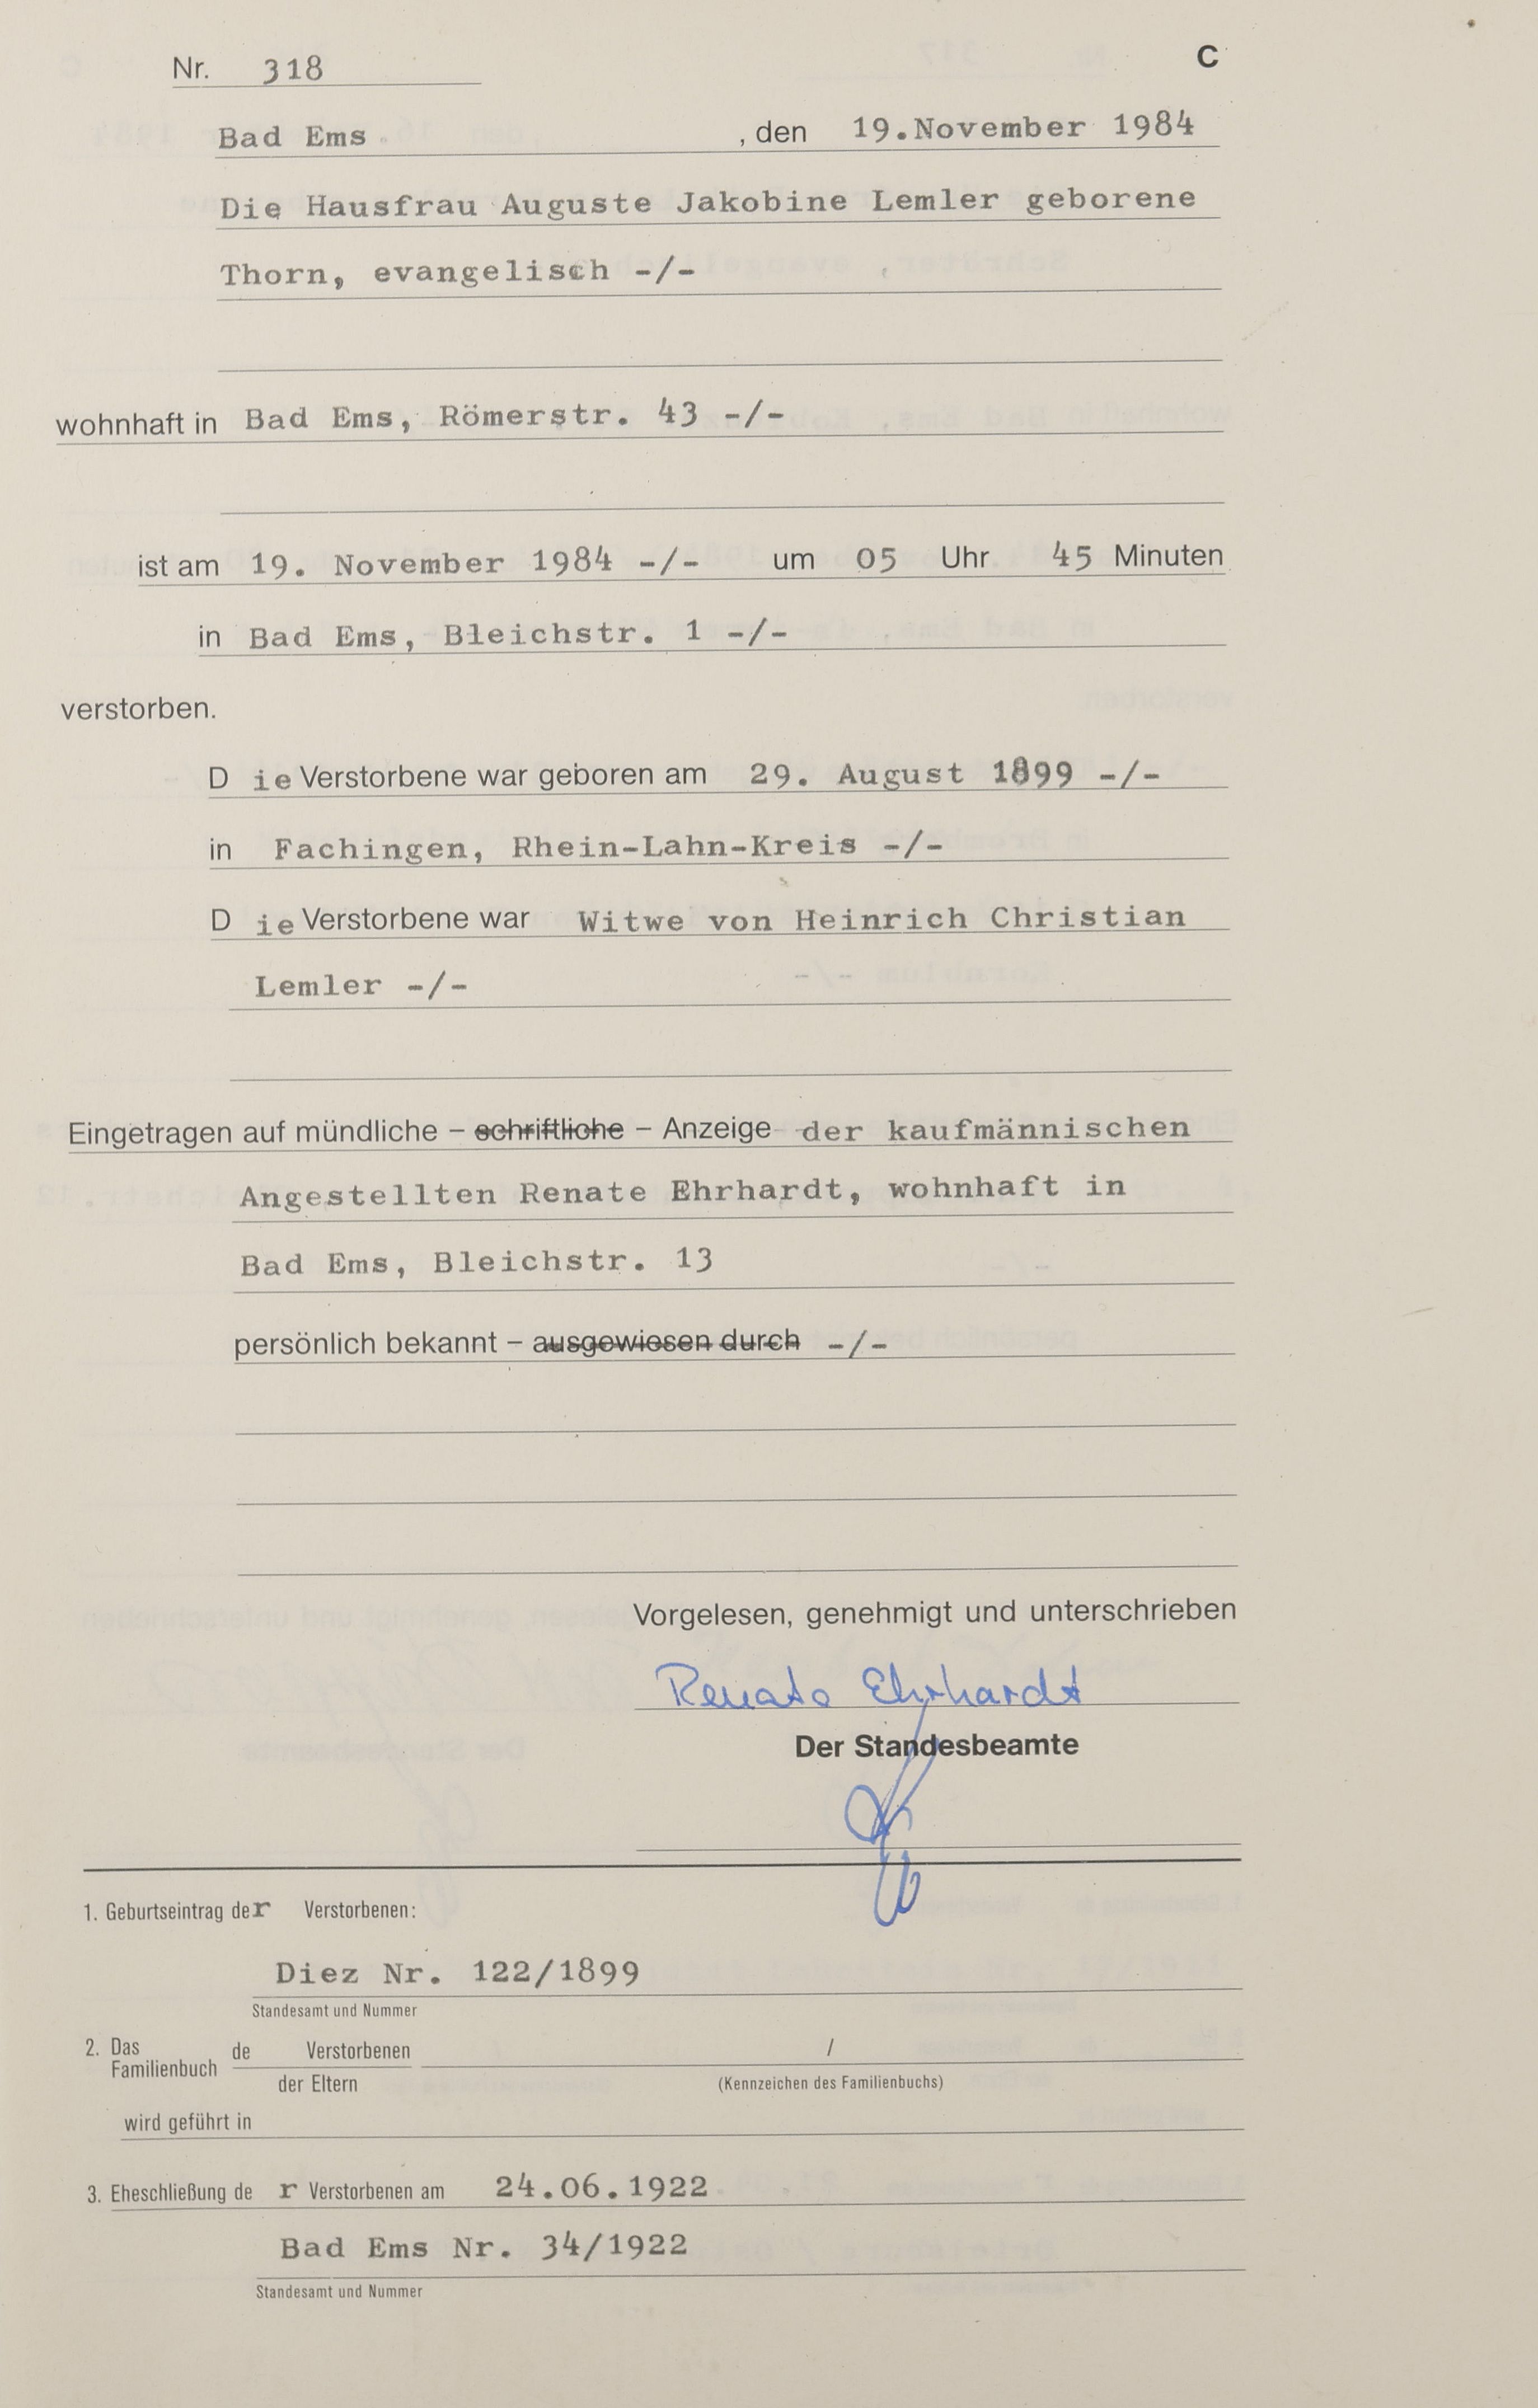 Nr. 318 C
Bad Ems , den 19.November 1984
Die Hausfrau Auguste Jakobine Lemler geborene
Thorn, evangelisch -/-
wohnhaft in Bad Ems, Römerstr. 43 -/-
ist am 19. November 1984 -/- um 05 Uhr 45 Minuten
in Bad Ems, Bleichstr. 1 -/-
verstorben.
D ie Verstorbene war geboren am 29. August 1899 -/-
in Fachingen, Rhein-Lahn-Kreis -/-
D ie Verstorbene war Witwe von Heinrich Christian
Lemler -/-
Eingetragen auf mündliche – schriftliche – Anzeige der kaufmännischen
Angestellten Renate Ehrhardt, wohnhaft in
Bad Ems, Bleichstr. 13
persönlich bekannt – ausgewiesen durch -/-
Vorgelesen, genehmigt und unterschrieben
Renate Ehrhardt
Der Standesbeamte
1. Geburtseintrag der Verstorbenen:
Diez Nr. 122/1899
Standesamt und Nummer
2. Das Familienbuch de Verstorbenen /
der Eltern (Kennzeichen des Familienbuchs)
wird geführt in
3. Eheschließung de r Verstorbenen am 24.06.1922
Bad Ems Nr. 34/1922
Standesamt und Nummer